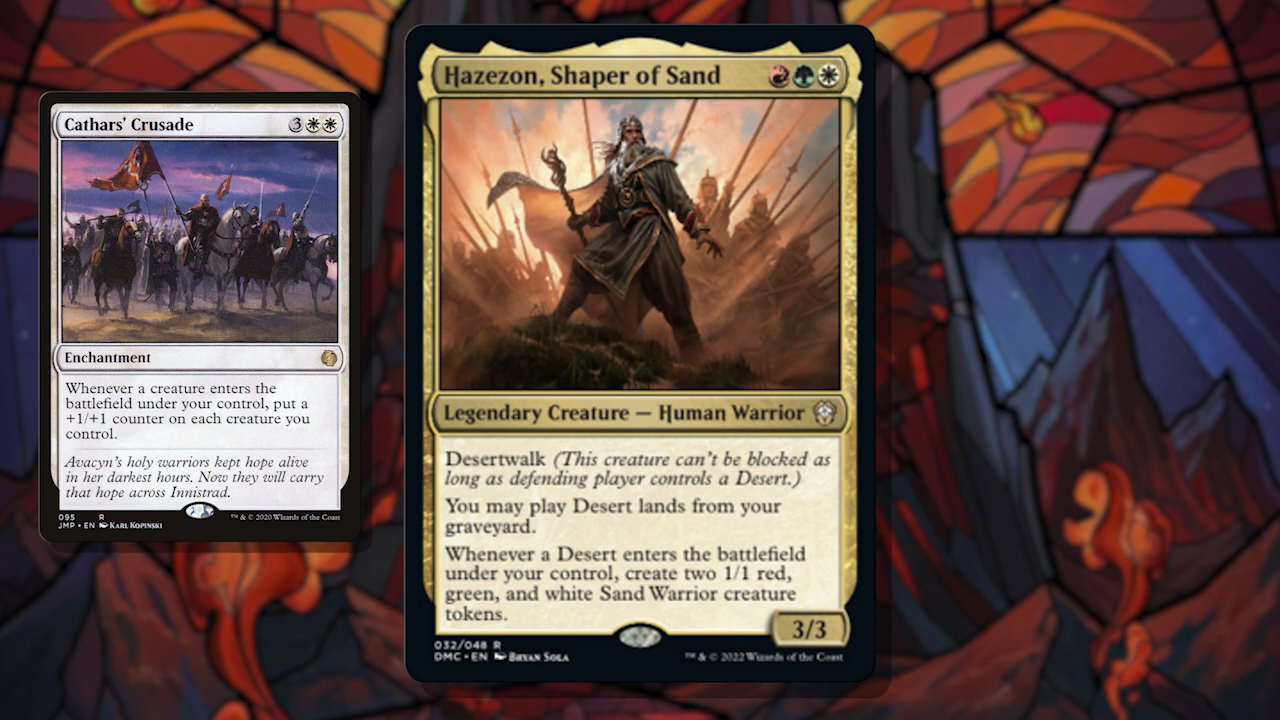 Cathars' Crusade 3
Enchantment
Whenever a creature enters the
battlefield under your control, put a
+1/+1 counter on each creature you
control.
Avacyn's holy warriors kept hope alive
in her darkest hours. Now they will carry
that hope across Innistrad.
095 R
JMP • EN Karl Kopinski
™ & © 2020 Wizards of the Coast
Hazezon, Shaper of Sand
Legendary Creature — Human Warrior
Desertwalk (This creature can't be blocked as
long as defending player controls a Desert.)
You may play Desert lands from your
graveyard.
Whenever a Desert enters the battlefield
under your control, create two 1/1 red,
green, and white Sand Warrior creature
tokens.
3/3
032/048 R
DMC • EN Bryan Sola
™ & © 2022 Wizards of the Coast